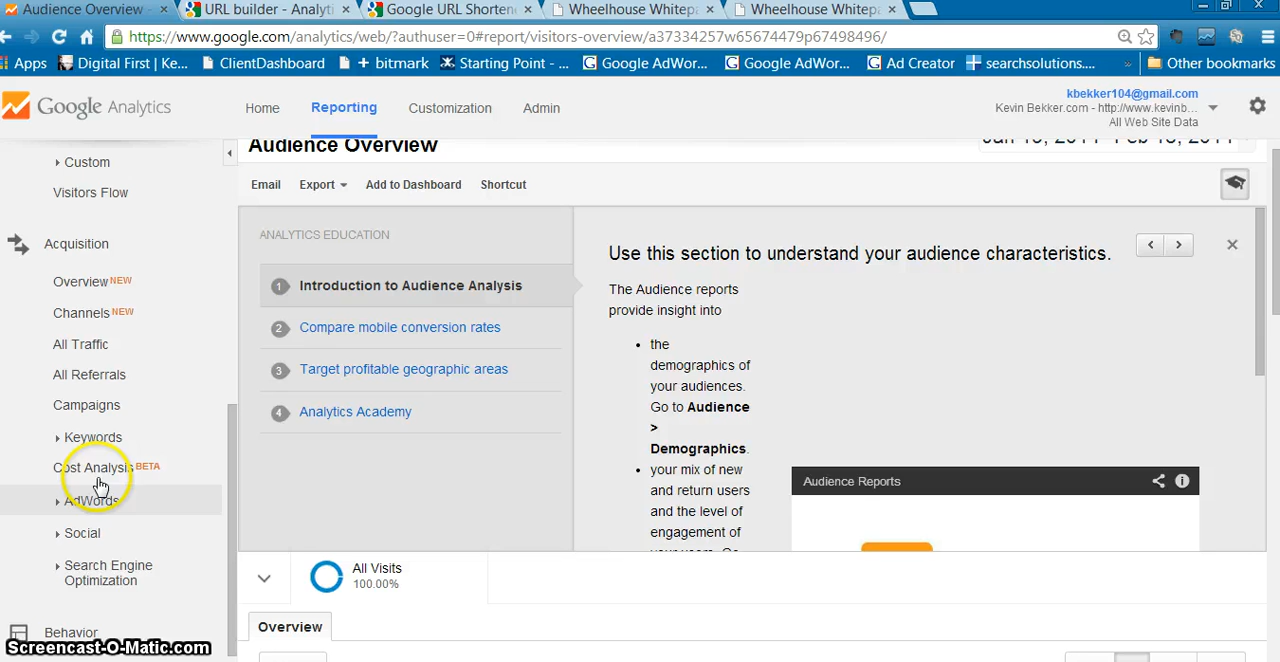 Audience Overview -
URL builder - Analyti
Google URL Shortene
Wheelhouse Whitepa
Wheelhouse Whitepa
https://www.google.com/analytics/web/?authuser=0#report/visitors-overview/a37334257w65674479p67498496/
Apps
Digital First | Ke...
ClientDashboard
+ bitmark
Starting Point - ...
Google AdWor...
Google AdWor...
Ad Creator
searchsolutions....
»
Other bookmarks
Google Analytics
Home
Reporting
Customization
Admin
kbekker104@gmail.com
Kevin Bekker.com - http://www.kevinb...
All Web Site Data
Custom
Visitors Flow
Acquisition
Overview NEW
Channels NEW
All Traffic
All Referrals
Campaigns
Keywords
Cost Analysis BETA
AdWords
Social
Search Engine
Optimization
Behavior
Audience Overview
Email
Export
Add to Dashboard
Shortcut
ANALYTICS EDUCATION
1 Introduction to Audience Analysis
2 Compare mobile conversion rates
3 Target profitable geographic areas
4 Analytics Academy
Use this section to understand your audience characteristics.
The Audience reports
provide insight into
• the
demographics of
your audiences.
Go to Audience
>
Demographics.
• your mix of new
and return users
and the level of
engagement of
Audience Reports
All Visits
100.00%
Overview
Screencast-O-Matic.com